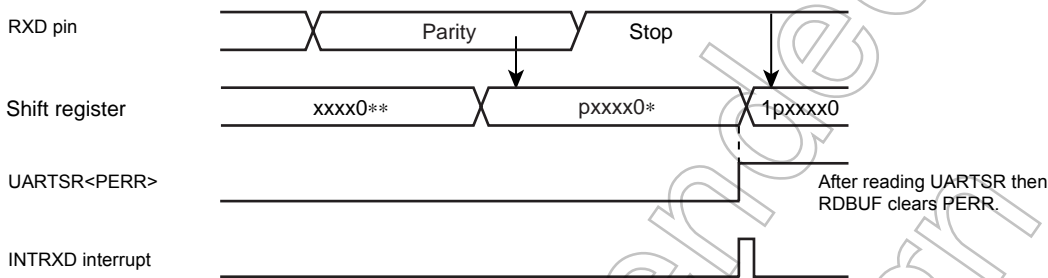 RXD pin
Parity
Stop
Shift register
xxxx0**
pxxxx0*
1pxxxx0
UARTSR<PERR>
After reading UARTSR then
RDBUF clears PERR.
INTRXD interrupt